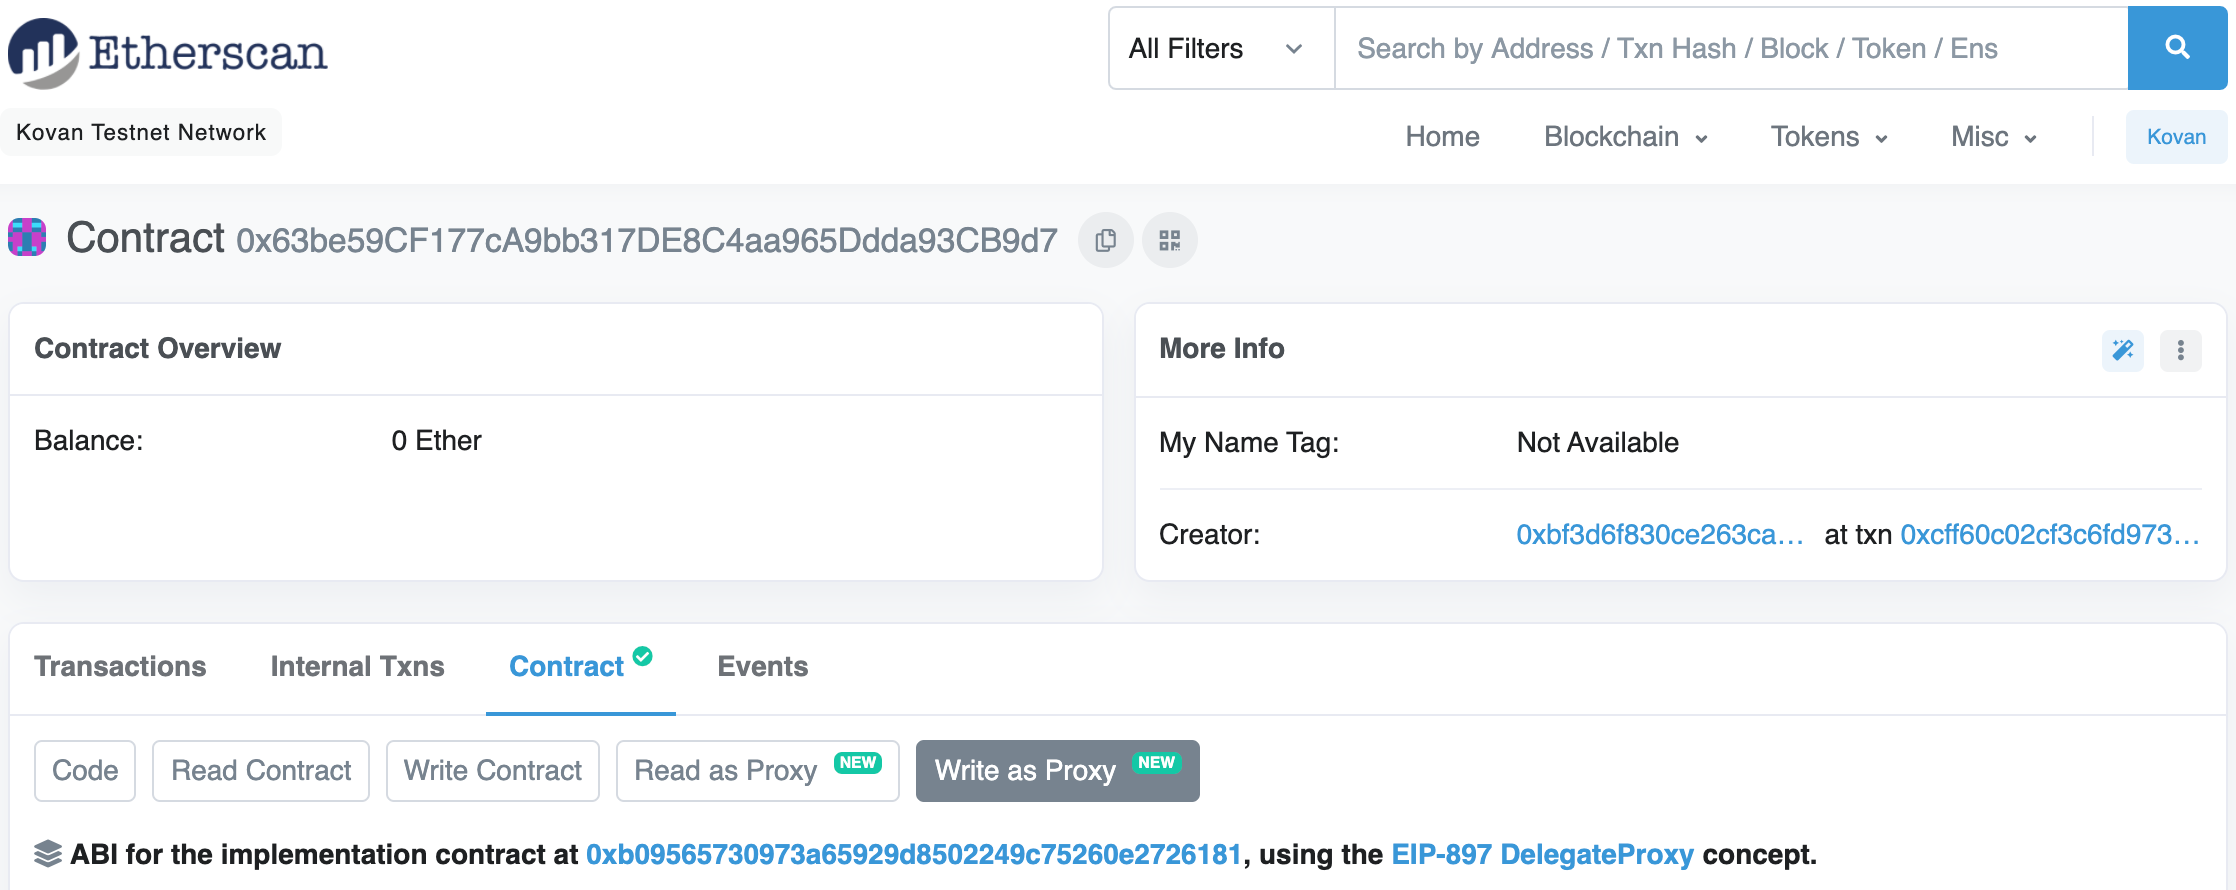 Etherscan
All Filters
Search by Address / Txn Hash / Block / Token / Ens
Kovan Testnet Network
Home Blockchain Tokens Misc Kovan
Contract 0x63be59CF177cA9bb317DE8C4aa965Ddda93CB9d7
Contract Overview
Balance: 0 Ether
More Info
My Name Tag: Not Available
Creator: 0xbf3d6f830ce263ca... at txn 0xcff60c02cf3c6fd973...
Transactions Internal Txns Contract Events
Code Read Contract Write Contract Read as Proxy NEW Write as Proxy NEW
ABI for the implementation contract at 0xb09565730973a65929d8502249c75260e2726181, using the EIP-897 DelegateProxy concept.